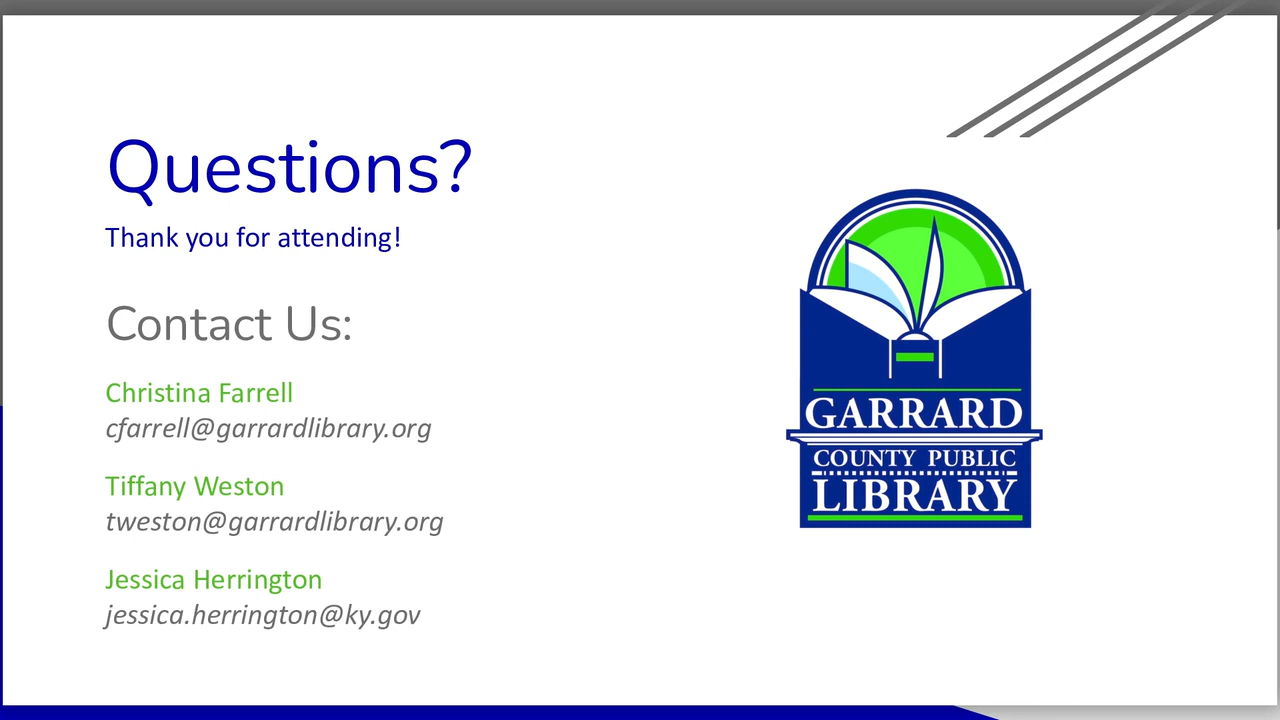 Questions?
Thank you for attending!
Contact Us:
Christina Farrell
cfarrell@garrardlibrary.org
Tiffany Weston
tweston@garrardlibrary.org
Jessica Herrington
jessica.herrington@ky.gov
GARRARD
COUNTY PUBLIC
LIBRARY